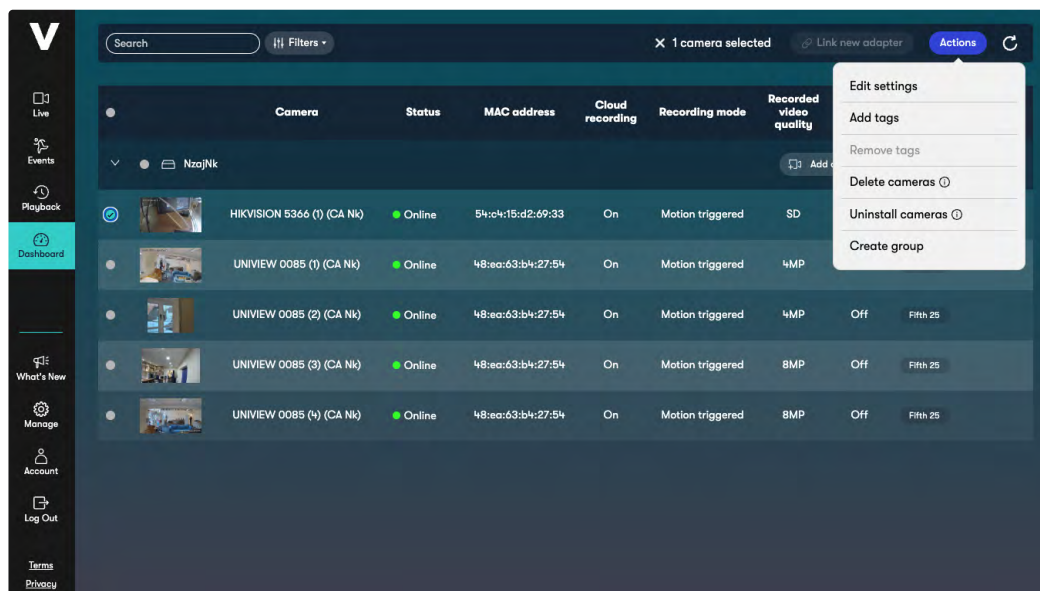 V
Search
Filters
1 camera selected
Link new adapter
Actions
Edit settings
Add tags
Remove tags
Delete cameras
Uninstall cameras
Create group
Live
Events
Playback
Dashboard
What's New
Manage
Account
Log Out
Terms
Privacy
Camera
Status
MAC address
Cloud
recording
Recording mode
Recorded
video
quality
NzajNk
Add
HIKVISION 5366 (1) (CA Nk) Online 54:c4:15:d2:69:33 On Motion triggered SD
UNIVIEW 0085 (1) (CA Nk) Online 48:ea:63:b4:27:54 On Motion triggered 4MP
UNIVIEW 0085 (2) (CA Nk) Online 48:ea:63:b4:27:54 On Motion triggered 4MP Off Fifth 25
UNIVIEW 0085 (3) (CA Nk) Online 48:ea:63:b4:27:54 On Motion triggered 8MP Off Fifth 25
UNIVIEW 0085 (4) (CA Nk) Online 48:ea:63:b4:27:54 On Motion triggered 8MP Off Fifth 25